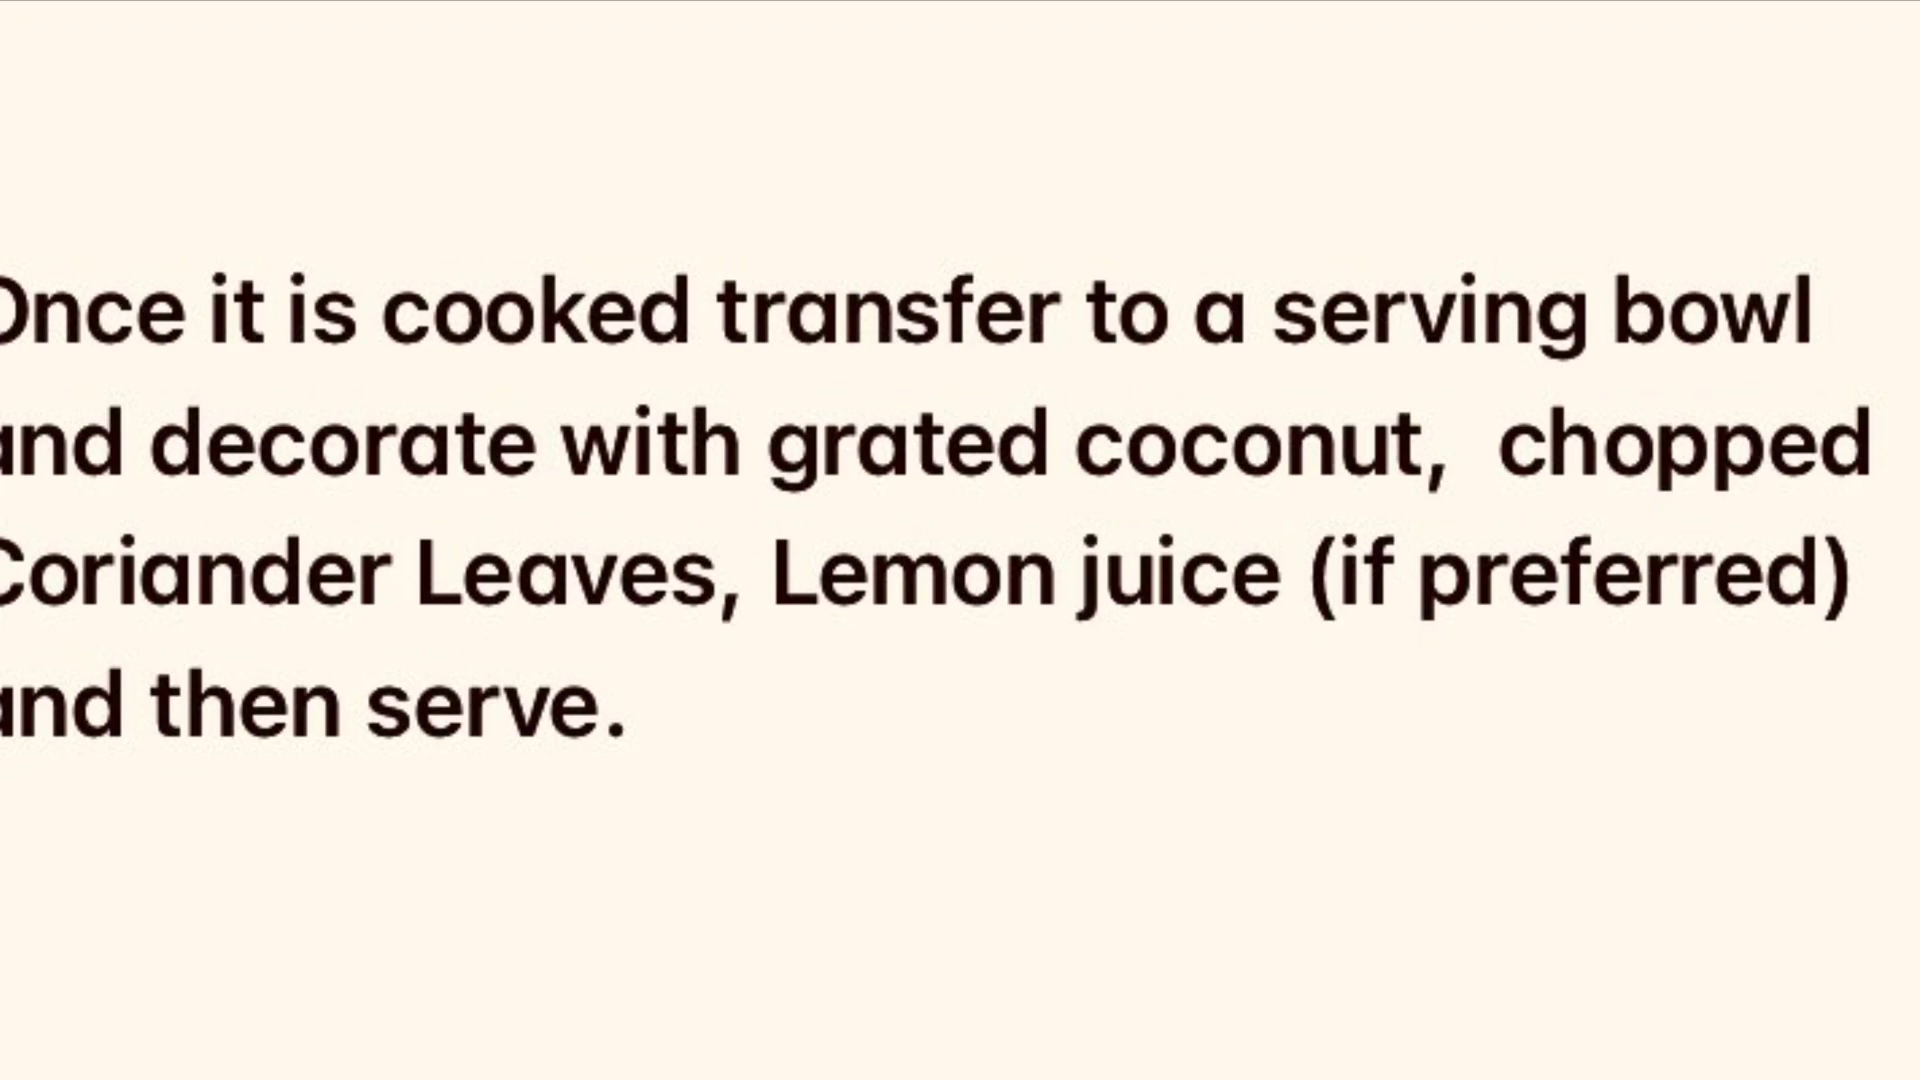 Once it is cooked transfer to a serving bowl
and decorate with grated coconut,  chopped
Coriander Leaves, Lemon juice (if preferred)
and then serve.